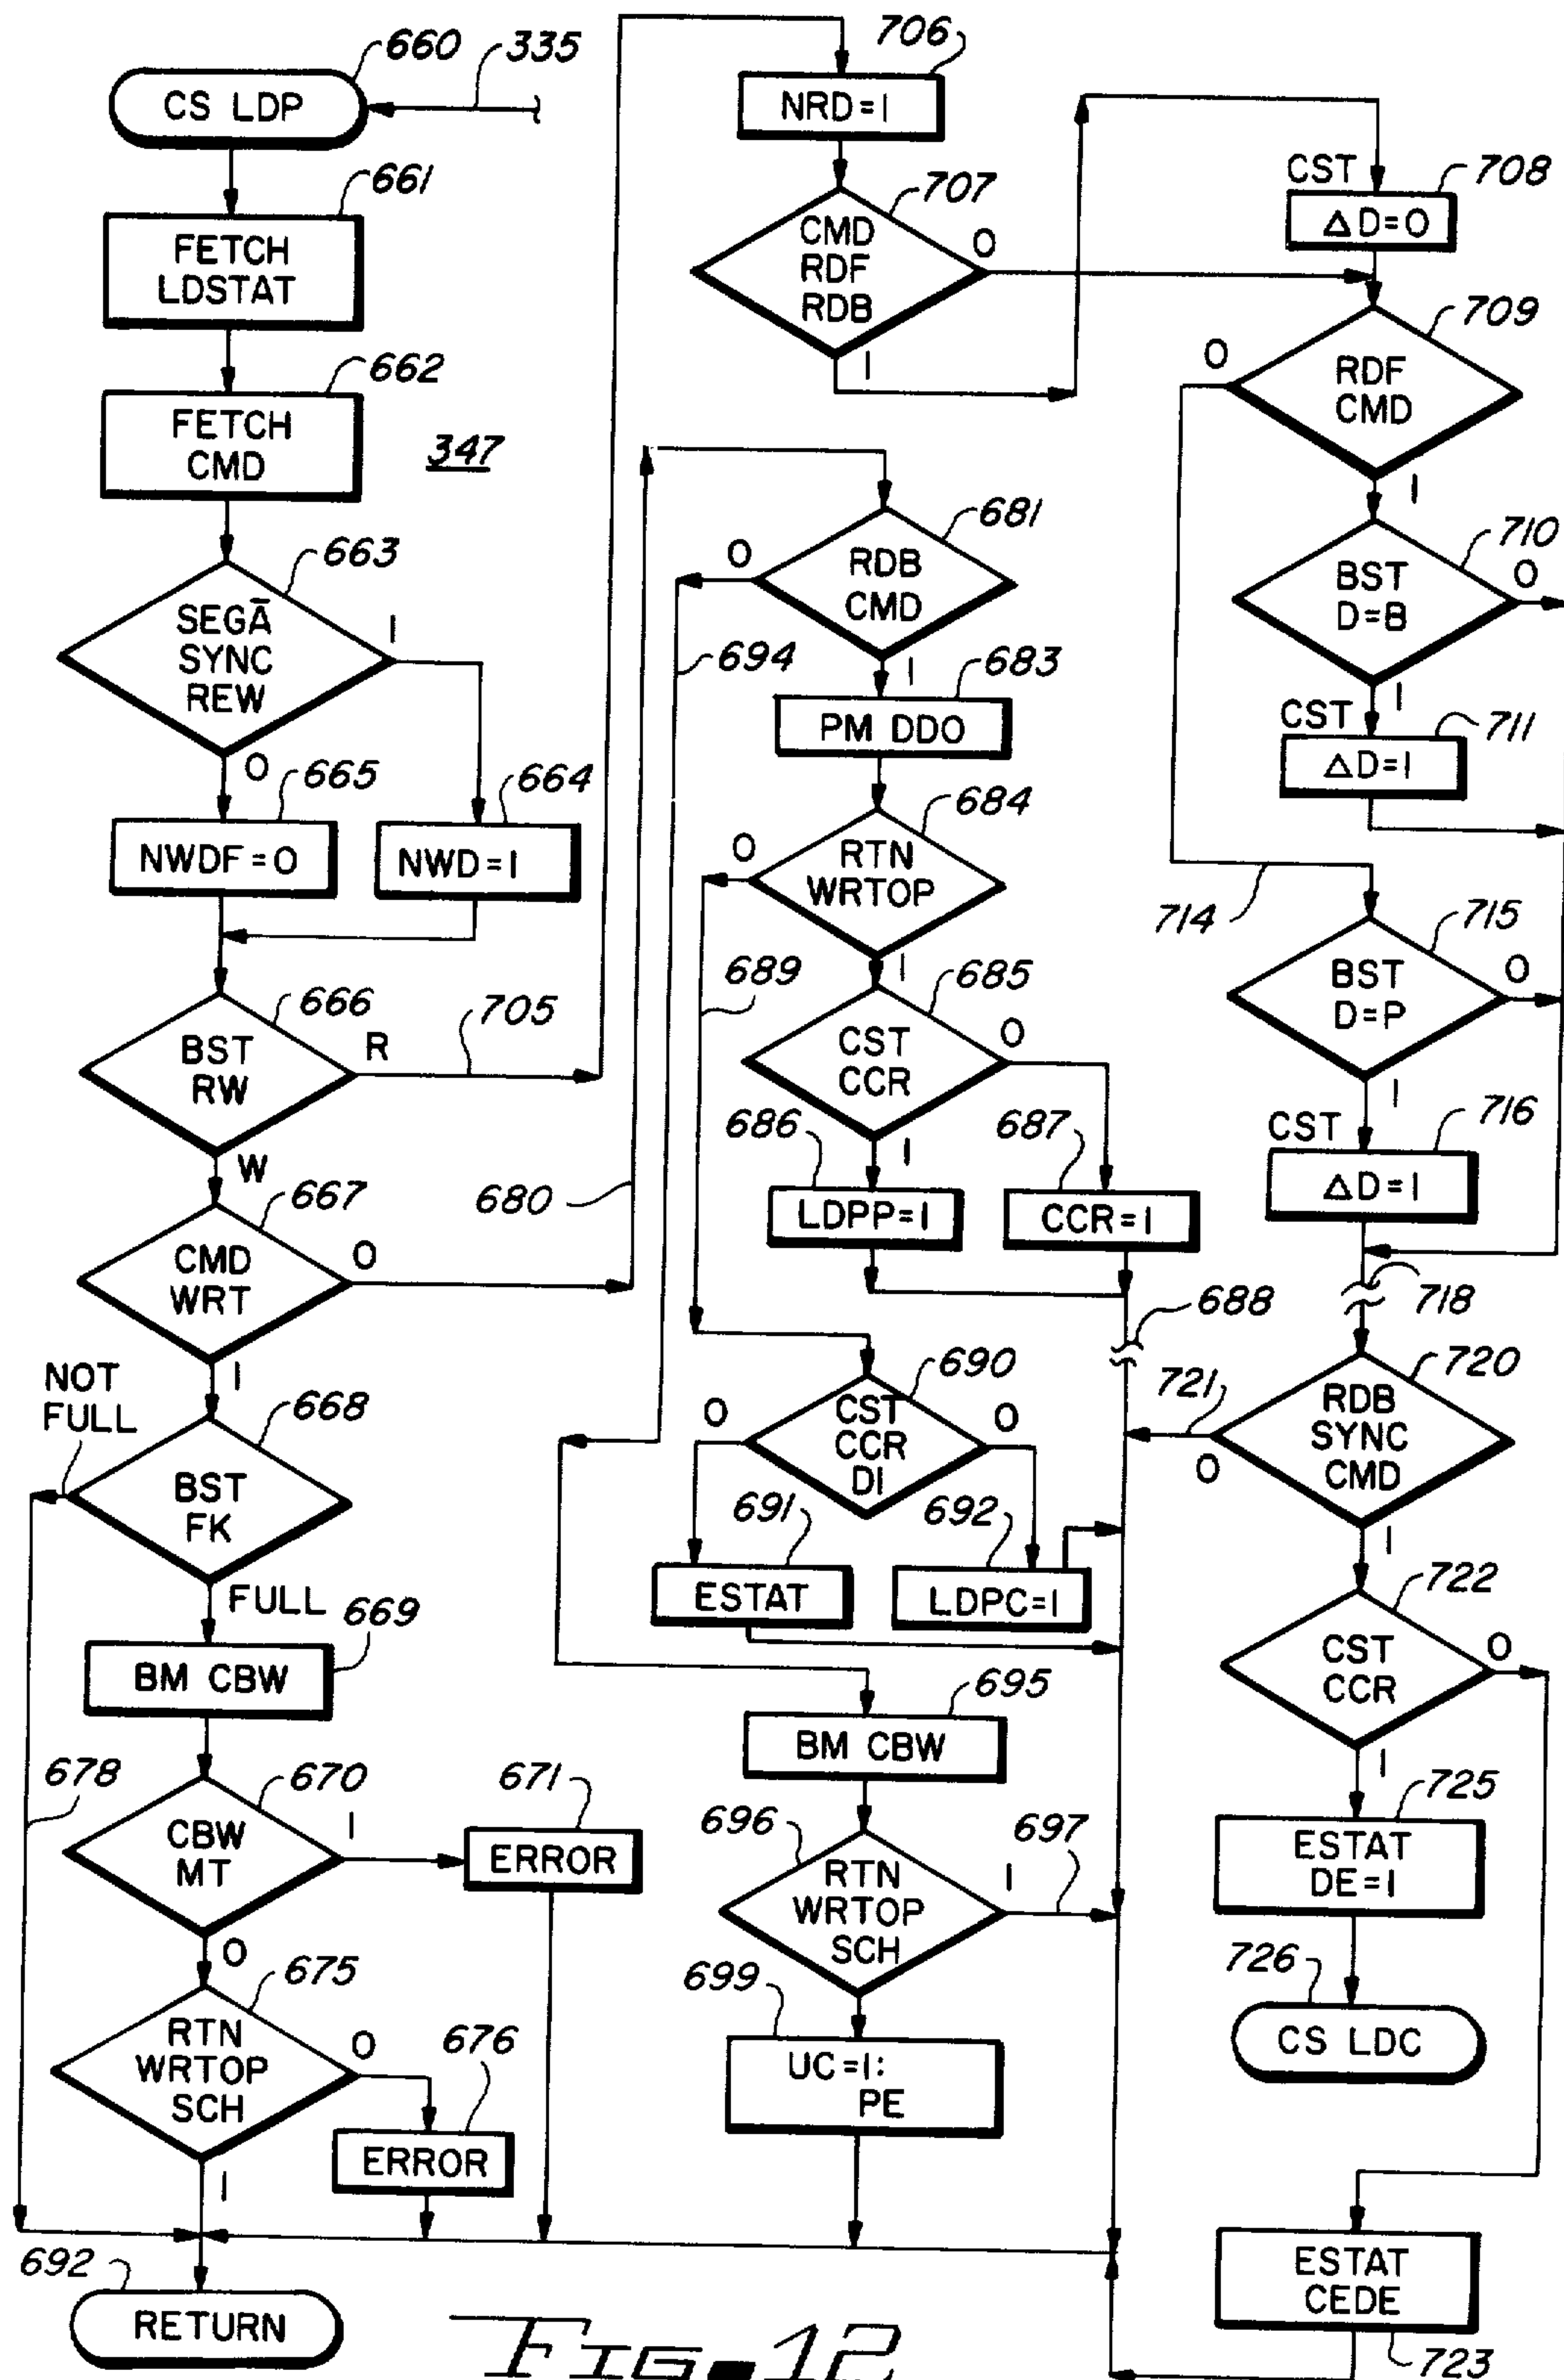 660
335
CS LDP
661
FETCH
LDSTAT
662
FETCH
CMD
347
663
SEGĀ
SYNC
REW
1
0
665
664
NWDF=0
NWD=1
666
705
BST
RW
R
W
667
680
CMD
WRT
0
1
NOT
FULL
668
BST
FK
FULL
669
BM CBW
678
670
671
CBW
MT
1
ERROR
0
675
676
RTN
WRTOP
SCH
0
ERROR
1
692
RETURN
706
NRD=1
707
CMD
RDF
RDB
0
1
681
0
RDB
CMD
694
1
683
PM DDO
684
0
RTN
WRTOP
1
689
685
CST
CCR
0
686
687
1
LDPP=1
CCR=1
688
690
0
CST
CCR
DI
0
691
692
ESTAT
LDPC=1
695
BM CBW
696
697
RTN
WRTOP
SCH
1
699
UC=1:
PE
CST
708
ΔD=0
709
0
RDF
CMD
1
710
BST
D=B
0
1
CST
711
ΔD=1
714
715
BST
D=P
0
1
CST
716
ΔD=1
718
720
721
RDB
SYNC
CMD
0
1
722
CST
CCR
0
1
725
ESTAT
DE=1
726
CS LDC
ESTAT
CEDE
723
FIG. 12